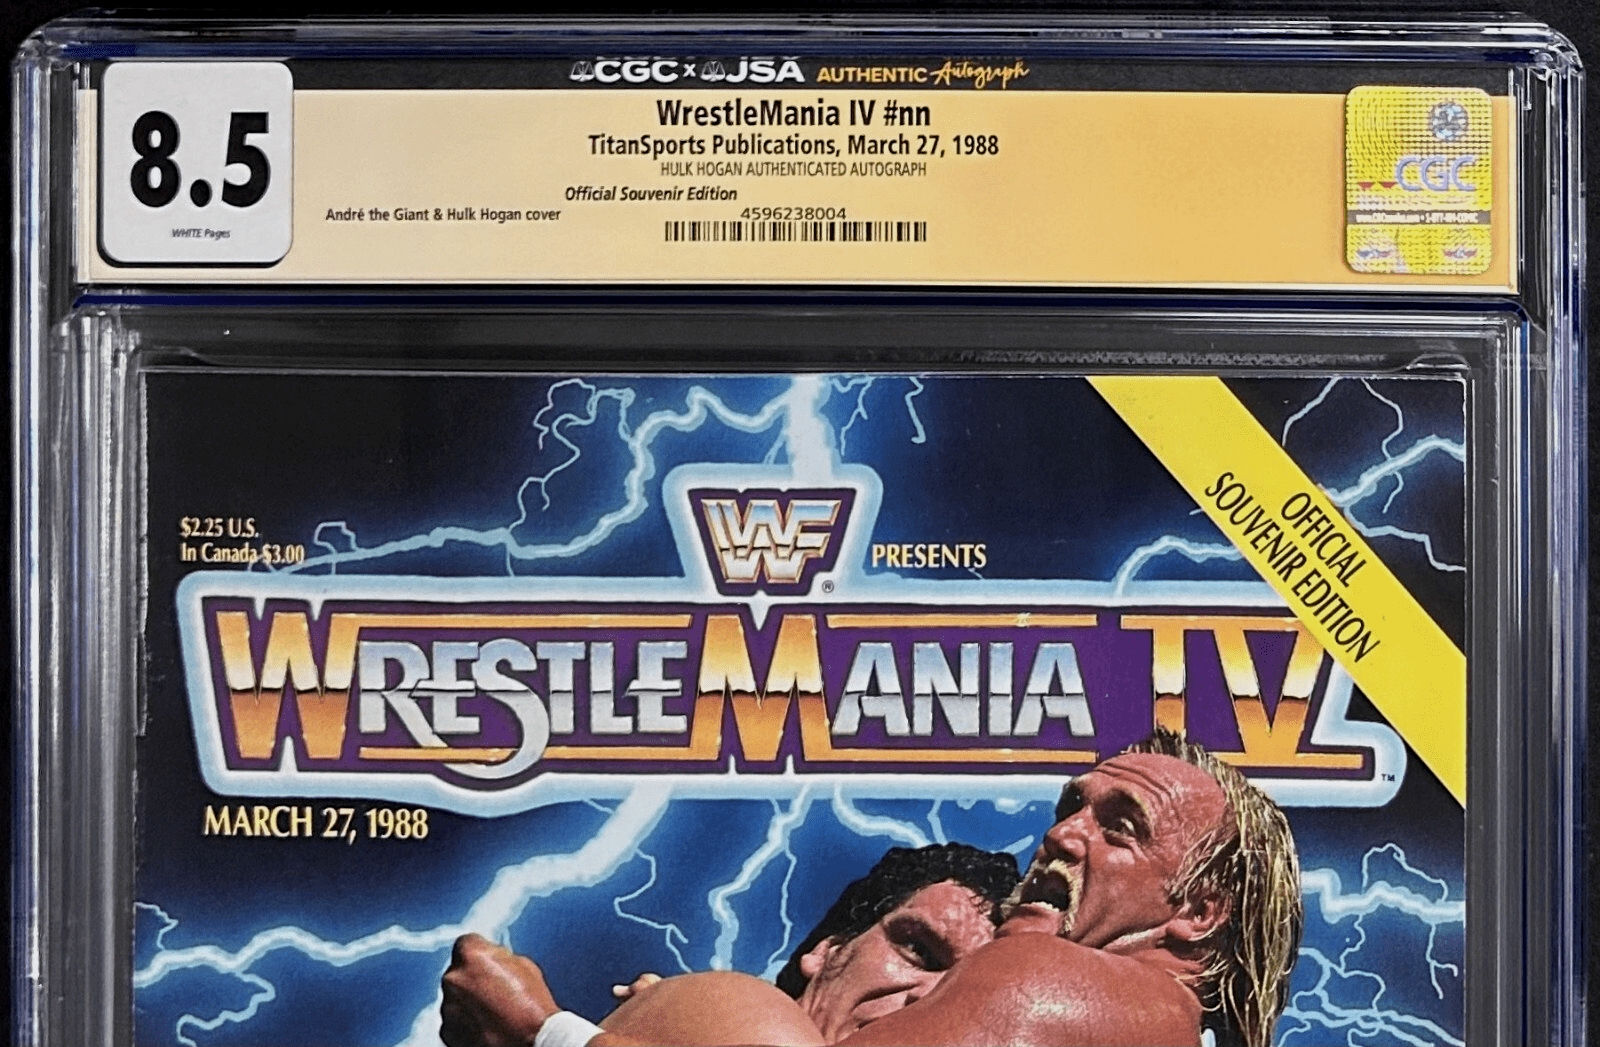 CGC x JSA AUTHENTIC Autograph
8.5
WHITE Pages
WrestleMania IV #nn
TitanSports Publications, March 27, 1988
HULK HOGAN AUTHENTICATED AUTOGRAPH
Official Souvenir Edition
André the Giant & Hulk Hogan cover
4596238004
CGC
$2.25 U.S.
In Canada $3.00
WWF ®
PRESENTS
WRESTLEMANIA IV ™
OFFICIAL
SOUVENIR EDITION
MARCH 27, 1988